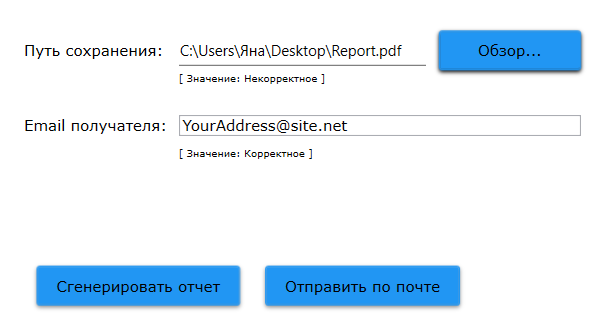 Путь сохранения: C:\Users\Яна\Desktop\Report.pdf Обзор...
[ Значение: Некорректное ]
Email получателя: YourAddress@site.net
[ Значение: Корректное ]
Сгенерировать отчет Отправить по почте